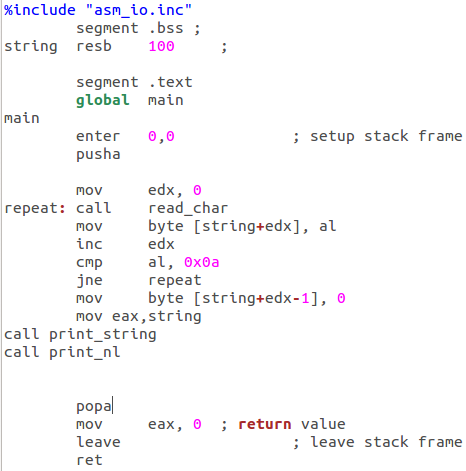 %include "asm_io.inc"
        segment .bss ;
string  resb    100     ;

        segment .text
        global  main
main
        enter   0,0             ; setup stack frame
        pusha

        mov     edx, 0
repeat: call    read_char
        mov     byte [string+edx], al
        inc     edx
        cmp     al, 0x0a
        jne     repeat
        mov     byte [string+edx-1], 0
        mov eax,string
call print_string
call print_nl


        popa
        mov     eax, 0  ; return value
        leave                   ; leave stack frame
        ret